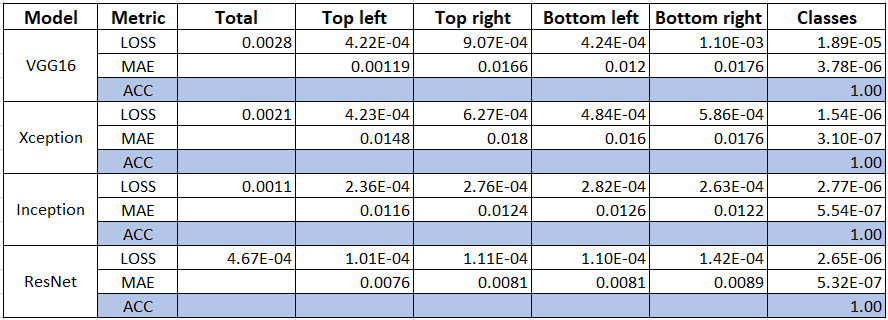 Model Metric Total Top left Top right Bottom left Bottom right Classes
LOSS 0.0028 4.22E-04 9.07E-04 4.24E-04 1.10E-03 1.89E-05
VGG16 MAE 0.00119 0.0166 0.012 0.0176 3.78E-06
ACC 1.00
LOSS 0.0021 4.23E-04 6.27E-04 4.84E-04 5.86E-04 1.54E-06
Xception MAE 0.0148 0.018 0.016 0.0176 3.10E-07
ACC 1.00
LOSS 0.0011 2.36E-04 2.76E-04 2.82E-04 2.63E-04 2.77E-06
Inception MAE 0.0116 0.0124 0.0126 0.0122 5.54E-07
ACC 1.00
LOSS 4.67E-04 1.01E-04 1.11E-04 1.10E-04 1.42E-04 2.65E-06
ResNet MAE 0.0076 0.0081 0.0081 0.0089 5.32E-07
ACC 1.00